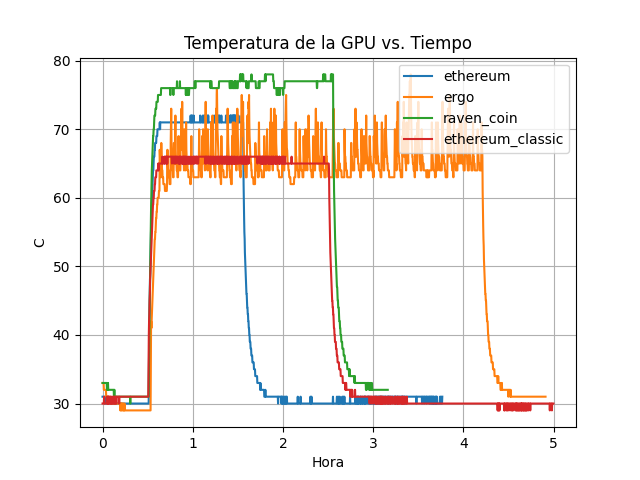 Temperatura de la GPU vs. Tiempo
80
70
60
50
40
30
C
ethereum
ergo
raven_coin
ethereum_classic
0
1
2
3
4
5
Hora